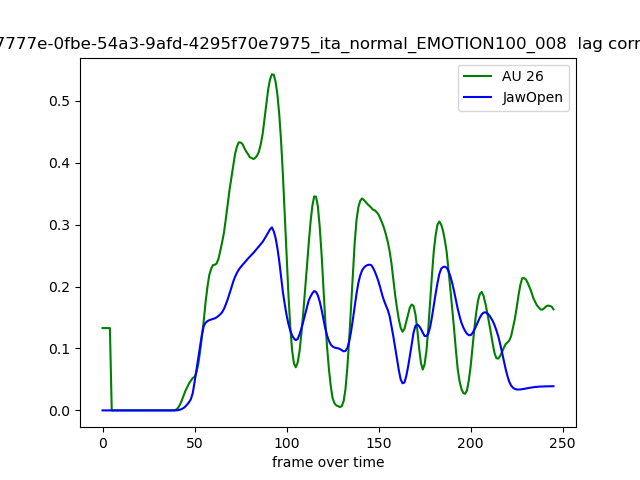 7777e-0fbe-54a3-9afd-4295f70e7975_ita_normal_EMOTION100_008 lag corr
AU 26
JawOpen
0.5
0.4
0.3
0.2
0.1
0.0
0 50 100 150 200 250
frame over time